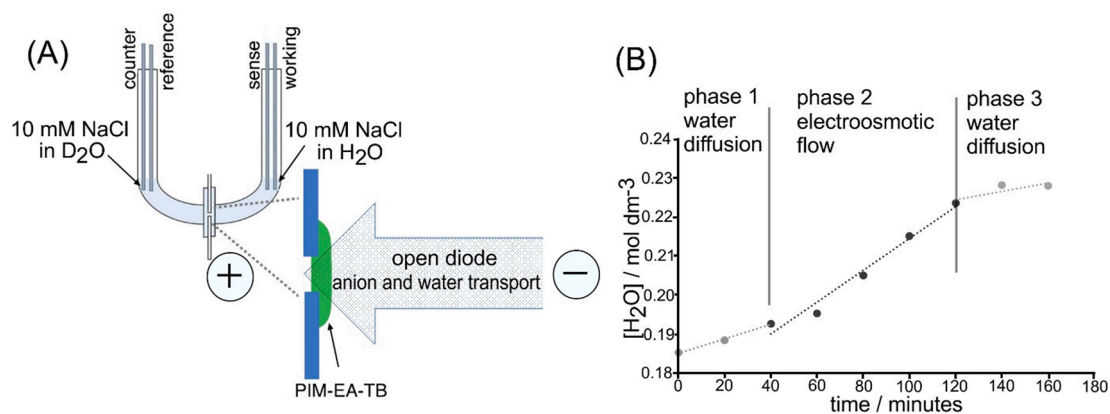 (A)
counter
reference
sense
working
10 mM NaCl
in D2O
10 mM NaCl
in H2O
+
open diode
anion and water transport
−
PIM-EA-TB
(B)
phase 1
water
diffusion
phase 2
electroosmotic
flow
phase 3
water
diffusion
0.24
0.23
0.22
0.21
0.20
0.19
0.18
[H2O] / mol dm-3
0 20 40 60 80 100 120 140 160 180
time / minutes